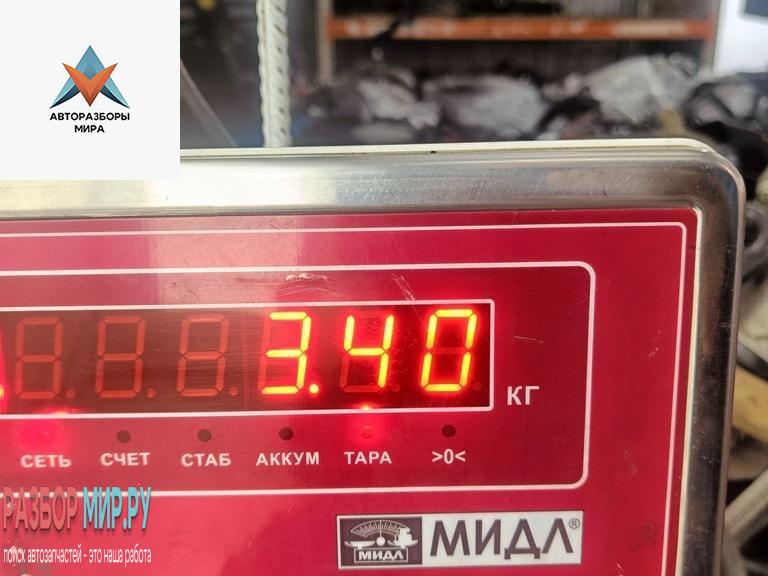 АВТОРАЗБОРЫ
МИРА
3.40
КГ
СЕТЬ СЧЕТ СТАБ АККУМ ТАРА >0<
РАЗБОР МИР.РУ
поиск автозапчастей - это наша работа
МИДЛ МИДЛ®